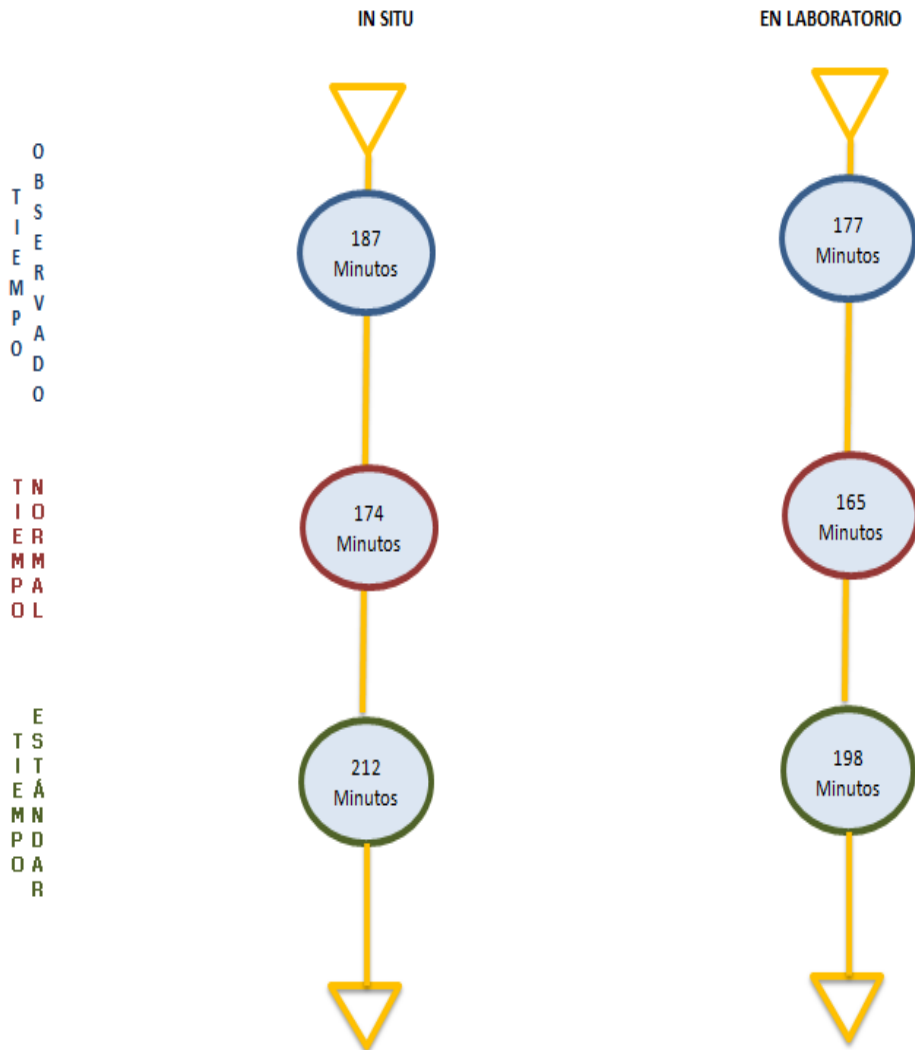 IN SITU
EN LABORATORIO
TIEMPO
OBSERVADO
187
Minutos
177
Minutos
TIEMPO
NORMAL
174
Minutos
165
Minutos
TIEMPO
ESTÁNDAR
212
Minutos
198
Minutos